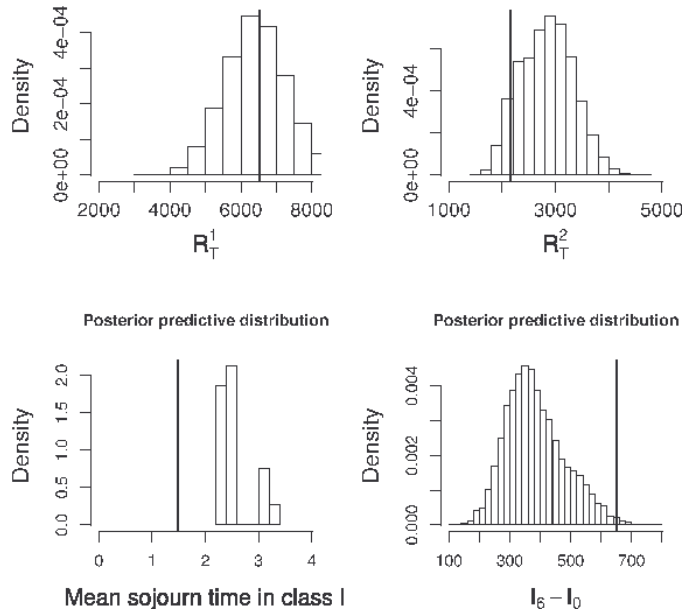 Density
0e+00 2e-04 4e-04
2000 4000 6000 8000
R_T^1
Density
0e+00 4e-04
1000 3000 5000
R_T^2
Posterior predictive distribution
Density
0.0 0.5 1.0 1.5 2.0
0 1 2 3 4
Mean sojourn time in class I
Posterior predictive distribution
Density
0.000 0.002 0.004
100 300 500 700
I_6 – I_0